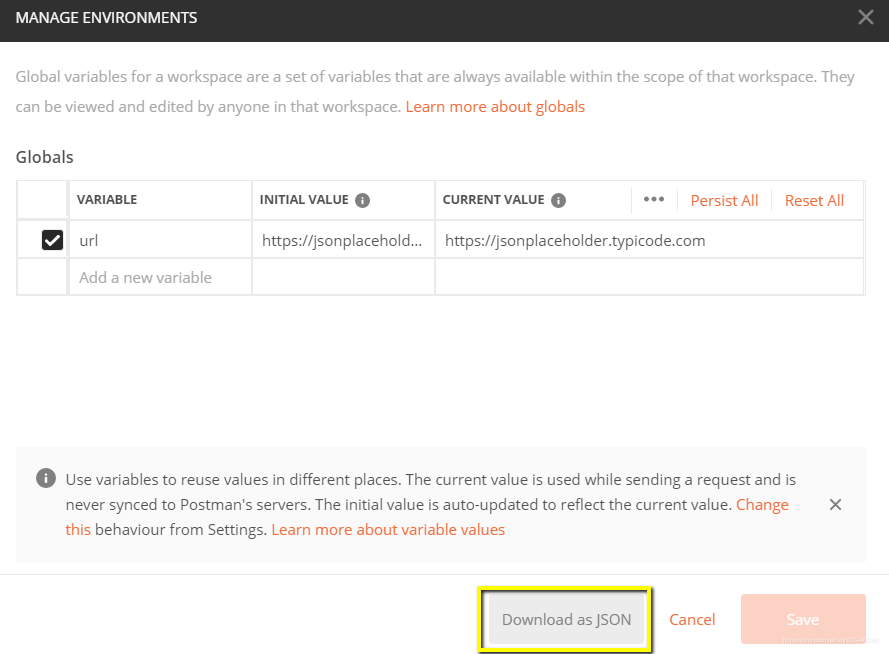 MANAGE ENVIRONMENTS
Global variables for a workspace are a set of variables that are always available within the scope of that workspace. They
can be viewed and edited by anyone in that workspace. Learn more about globals
Globals
VARIABLE INITIAL VALUE CURRENT VALUE ••• Persist All Reset All
url https://jsonplacehold... https://jsonplaceholder.typicode.com
Add a new variable
Use variables to reuse values in different places. The current value is used while sending a request and is
never synced to Postman's servers. The initial value is auto-updated to reflect the current value. Change
this behaviour from Settings. Learn more about variable values
Download as JSON Cancel Save